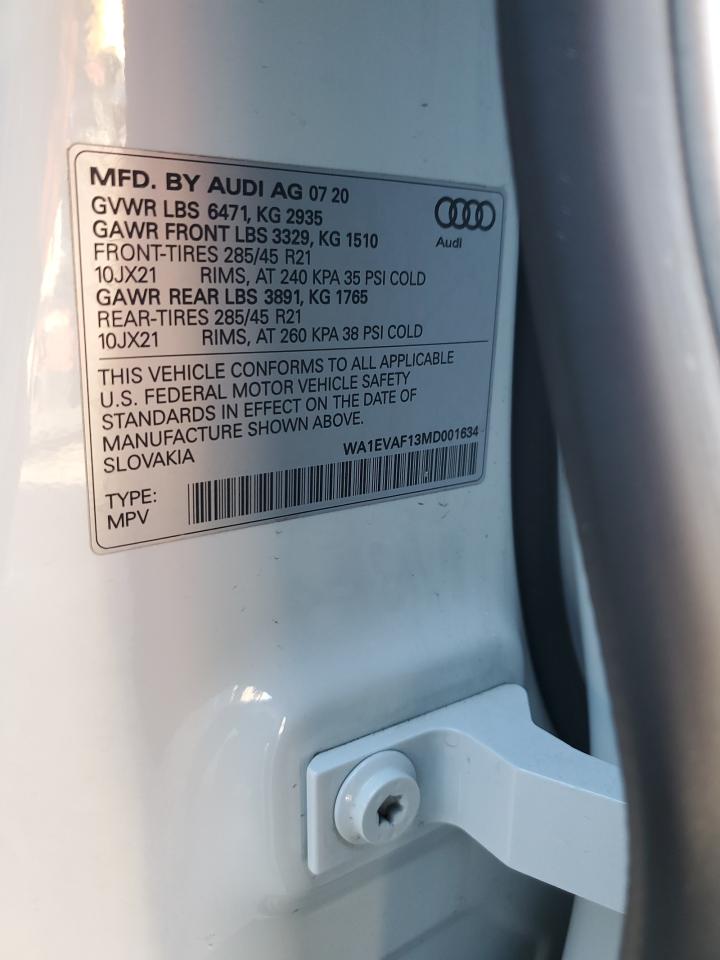 MFD. BY AUDI AG 07 20
GVWR LBS 6471, KG 2935
GAWR FRONT LBS 3329, KG 1510
FRONT-TIRES 285/45 R21
10JX21 RIMS, AT 240 KPA 35 PSI COLD
GAWR REAR LBS 3891, KG 1765
REAR-TIRES 285/45 R21
10JX21 RIMS, AT 260 KPA 38 PSI COLD
Audi
THIS VEHICLE CONFORMS TO ALL APPLICABLE
U.S. FEDERAL MOTOR VEHICLE SAFETY
STANDARDS IN EFFECT ON THE DATE OF
MANUFACTURE SHOWN ABOVE.
SLOVAKIA
WA1EVAF13MD001634
TYPE:
MPV